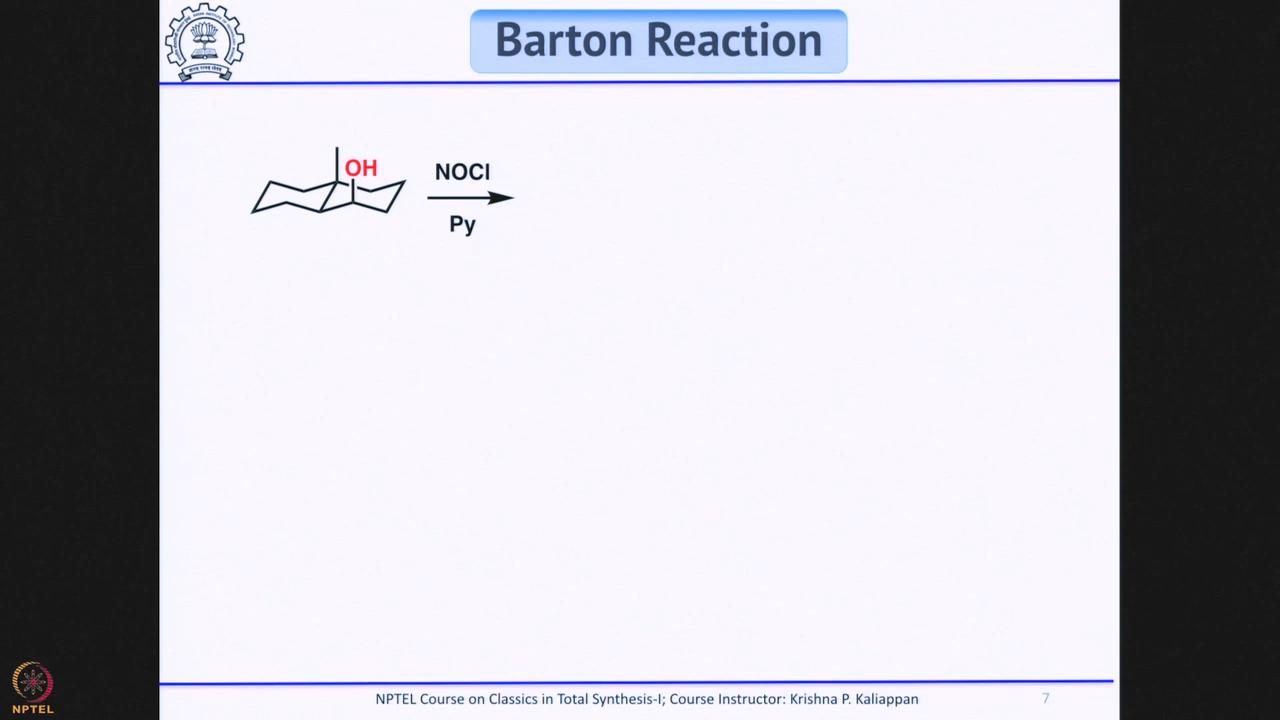 Barton Reaction
OH
NOCl
Py
NPTEL Course on Classics in Total Synthesis-I; Course Instructor: Krishna P. Kaliappan
7
NPTEL